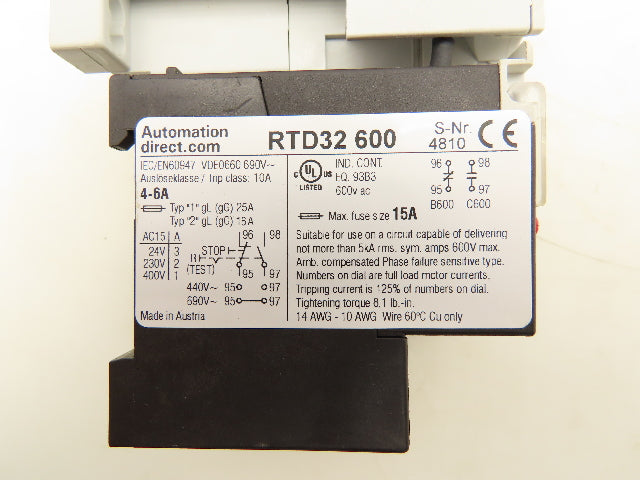 Automation
direct.com
RTD32 600
S-Nr.
4810
CE
IEC/EN60947 VDE0660 690V~
Auslöseklasse / Trip class: 10A
4-6A
Typ "1" gL (gG) 25A
Typ "2" gL (gG) 16A
AC15 A
24V 3
230V 2
400V 1
STOP
R
(TEST)
96 98
95 97
440V~ 95 97
690V~ 95 97
Made in Austria
C UL US
LISTED
IND. CONT.
EQ. 93B3
600v ac
96 98
95 97
B600 C600
Max. fuse size 15A
Suitable for use on a circuit capable of delivering
not more than 5kA rms. sym. amps 600V max.
Amb. compensated Phase failure sensitive type.
Numbers on dial are full load motor currents.
Tripping current is 125% of numbers on dial.
Tightening torque 8,1 lb.-in.
14 AWG - 10 AWG Wire 60°C Cu only